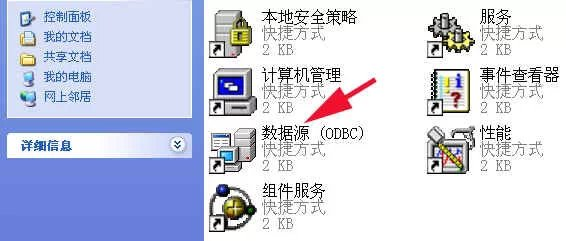 控制面板
我的文档
共享文档
我的电脑
网上邻居
详细信息
本地安全策略
快捷方式
2 KB
服务
快捷方式
2 KB
计算机管理
快捷方式
2 KB
事件查看器
快捷方式
2 KB
数据源 (ODBC)
快捷方式
2 KB
性能
快捷方式
2 KB
组件服务
快捷方式
2 KB